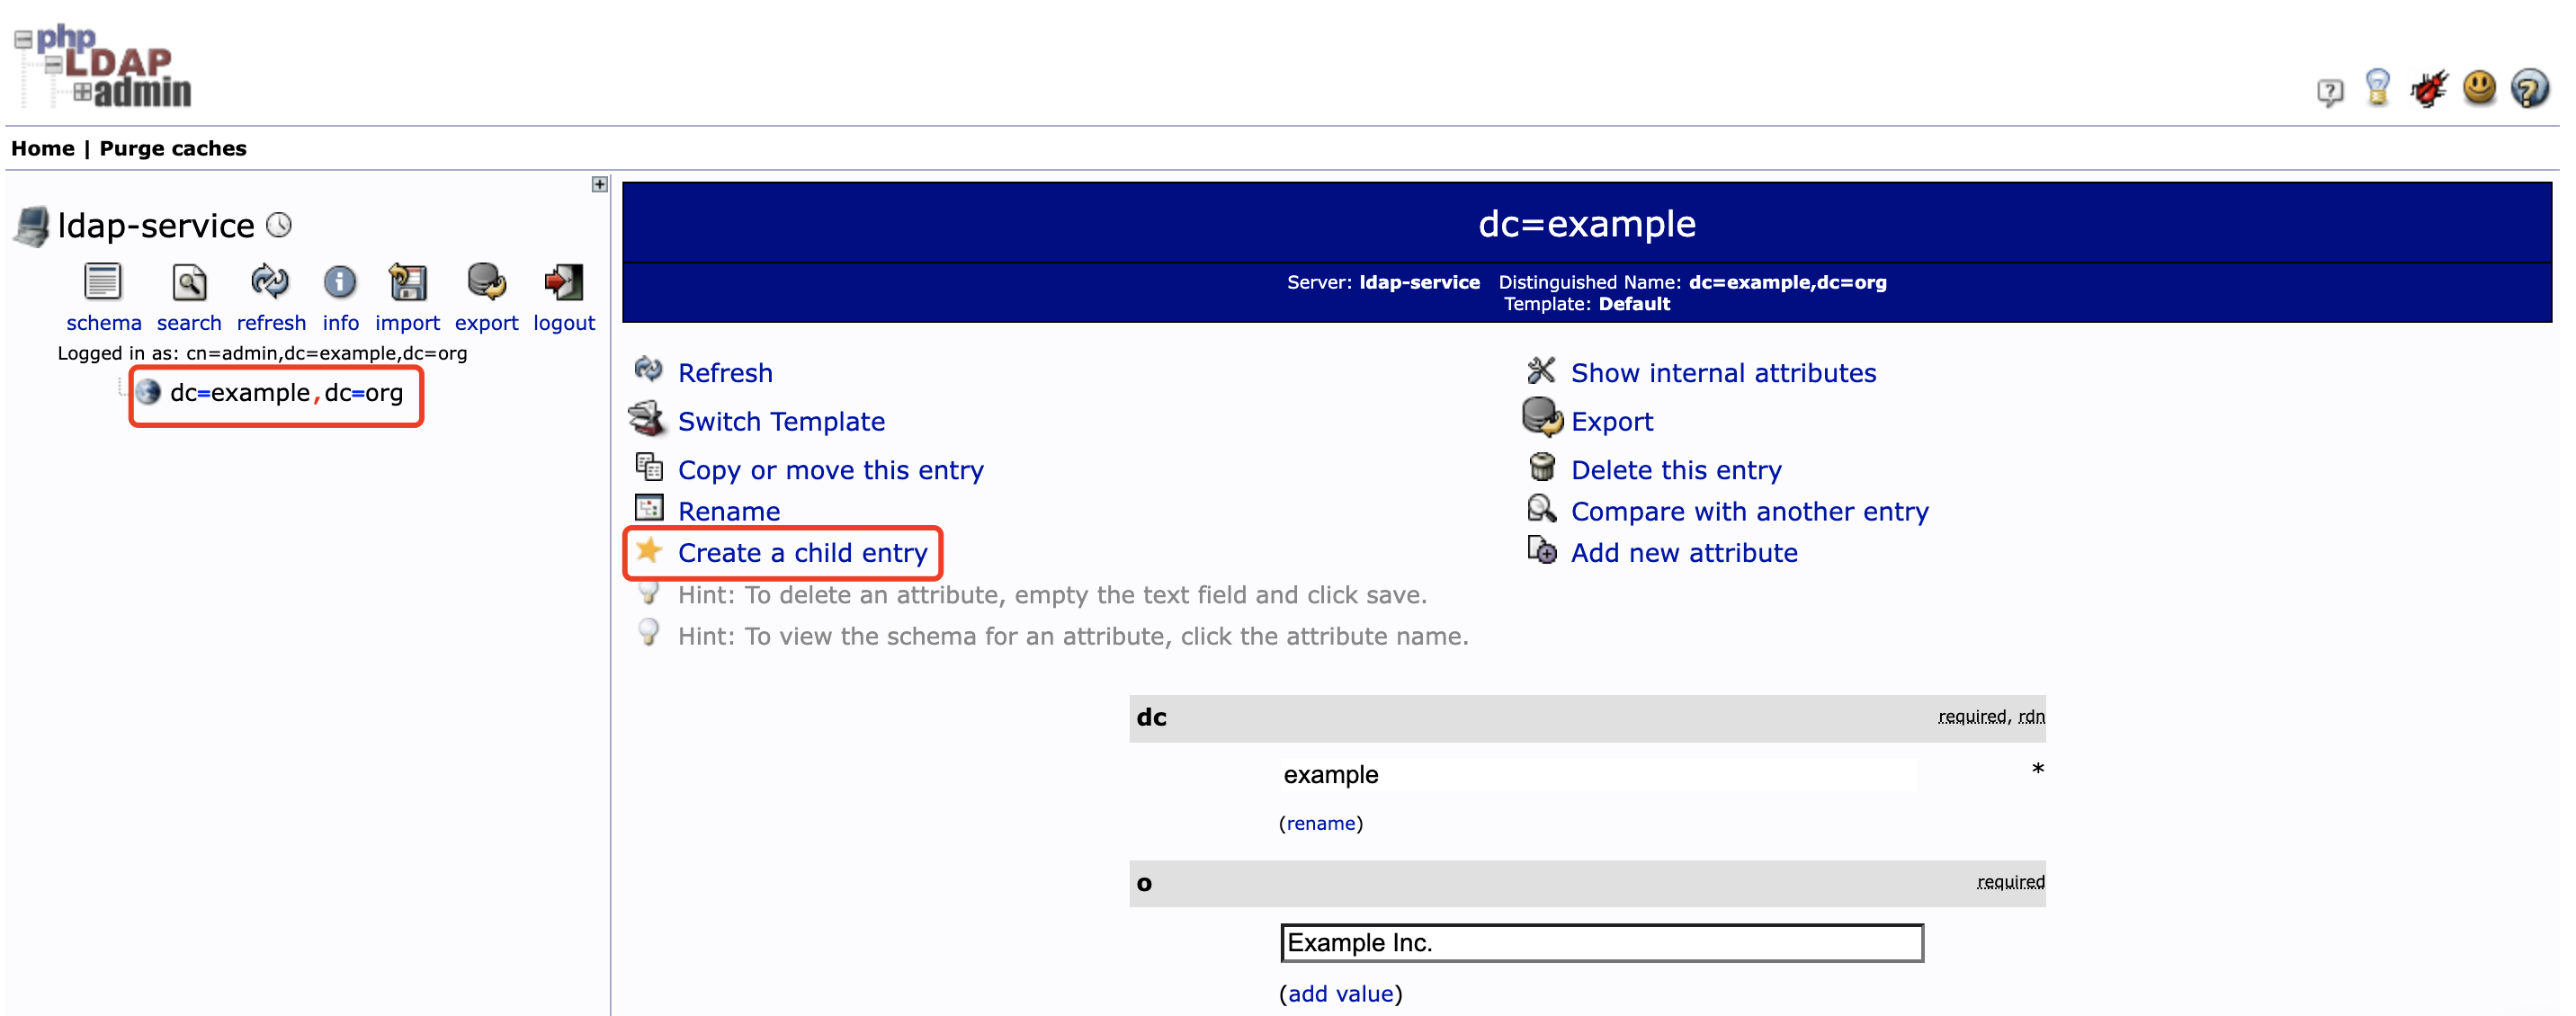 php
LDAP
admin
Home | Purge caches
ldap-service
schema search refresh info import export logout
Logged in as: cn=admin,dc=example,dc=org
dc=example,dc=org
dc=example
Server: ldap-service Distinguished Name: dc=example,dc=org
Template: Default
Refresh
Show internal attributes
Switch Template
Export
Copy or move this entry
Delete this entry
Rename
Compare with another entry
Create a child entry
Add new attribute
Hint: To delete an attribute, empty the text field and click save.
Hint: To view the schema for an attribute, click the attribute name.
dc required, rdn
example *
(rename)
o required
Example Inc.
(add value)